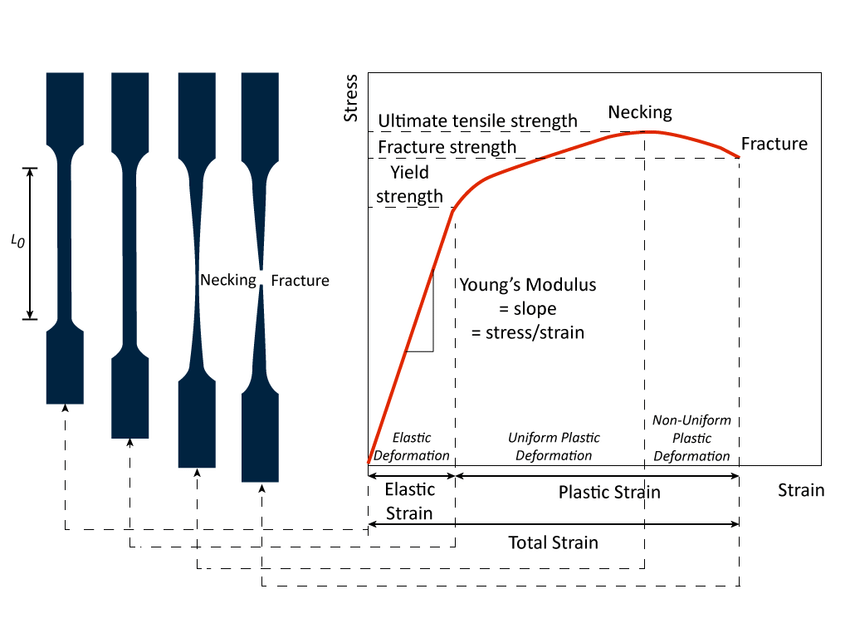 Stress
Ultimate tensile strength
Necking
Fracture strength
Fracture
Yield
strength
L0
Necking
Fracture
Young’s Modulus
= slope
= stress/strain
Elastic
Deformation
Uniform Plastic
Deformation
Non-Uniform
Plastic
Deformation
Elastic
Strain
Plastic Strain
Strain
Total Strain